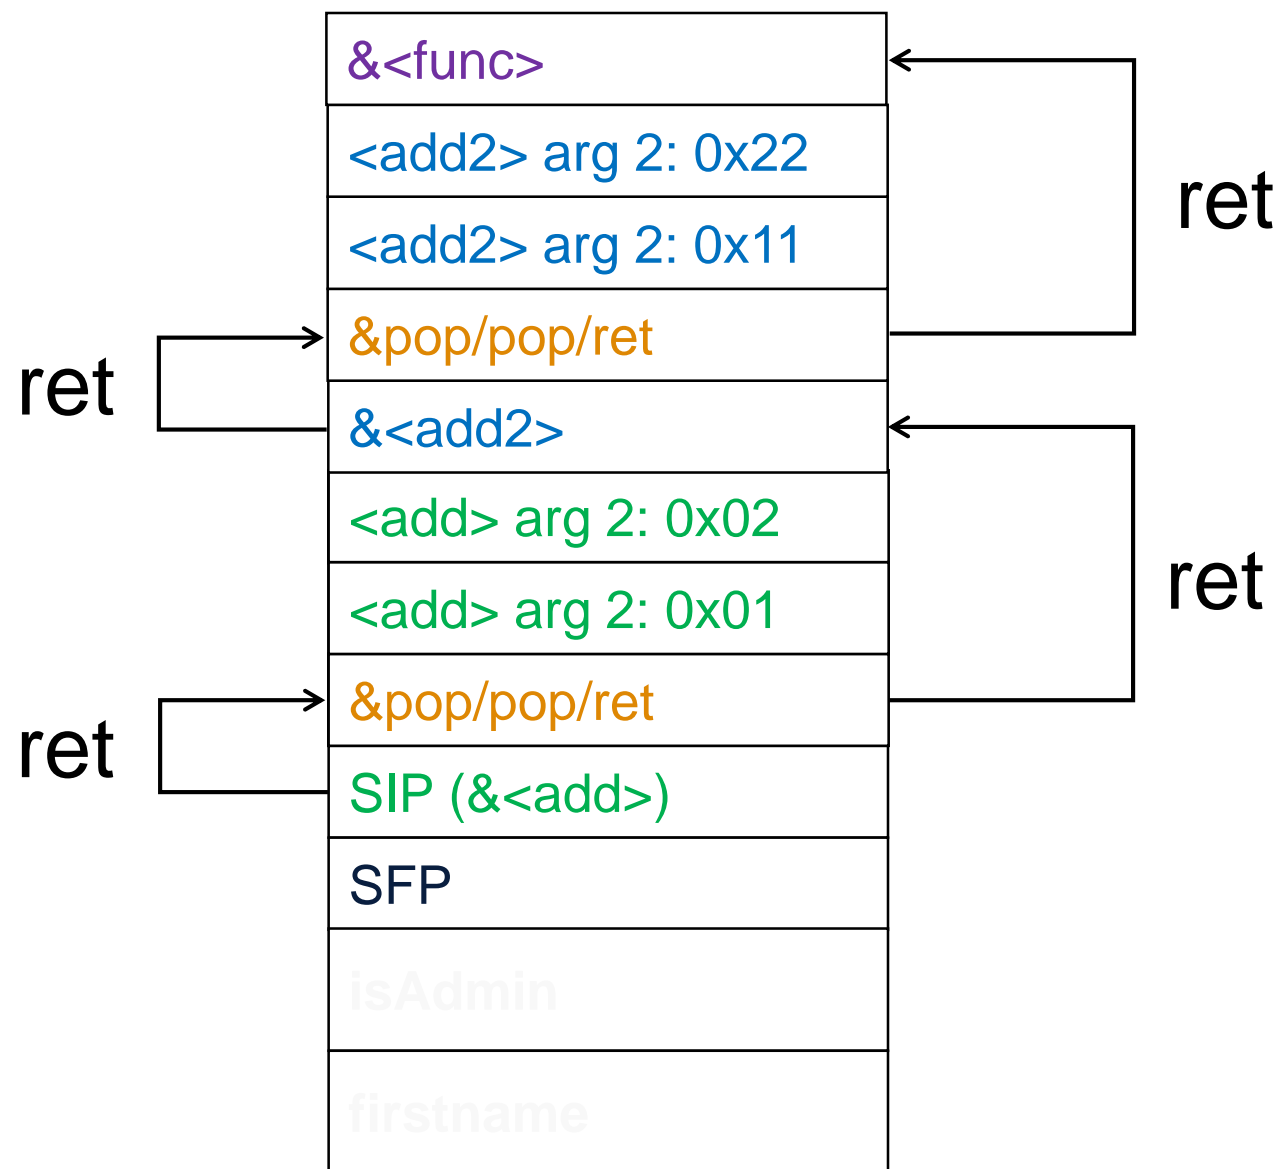 &<func>
<add2> arg 2: 0x22
ret
<add2> arg 2: 0x11
&pop/pop/ret
ret
&<add2>
<add> arg 2: 0x02
ret
<add> arg 2: 0x01
&pop/pop/ret
ret
SIP (&<add>)
SFP
isAdmin
firstname